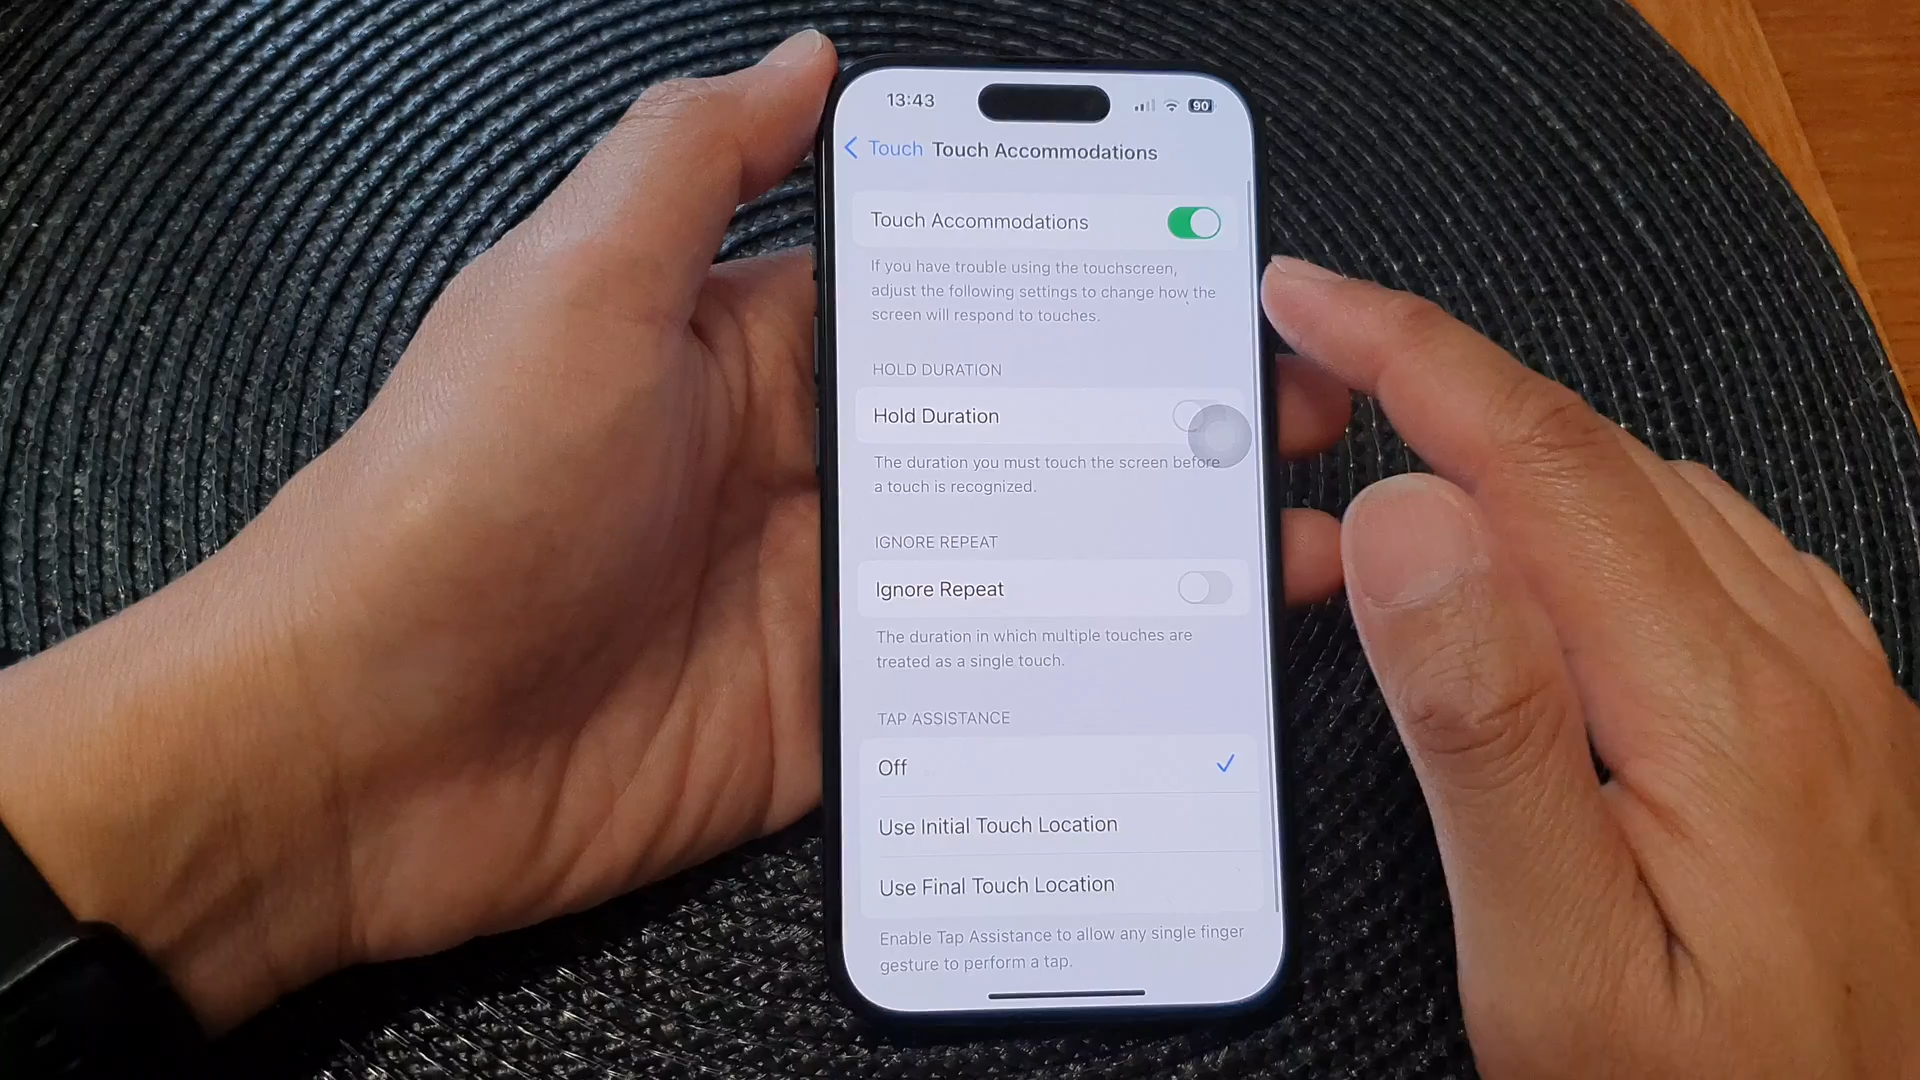 13:43
90
Touch Touch Accommodations
Touch Accommodations
If you have trouble using the touchscreen,
adjust the following settings to change how the
screen will respond to touches.
HOLD DURATION
Hold Duration
The duration you must touch the screen before
a touch is recognized.
IGNORE REPEAT
Ignore Repeat
The duration in which multiple touches are
treated as a single touch.
TAP ASSISTANCE
Off
Use Initial Touch Location
Use Final Touch Location
Enable Tap Assistance to allow any single finger
gesture to perform a tap.